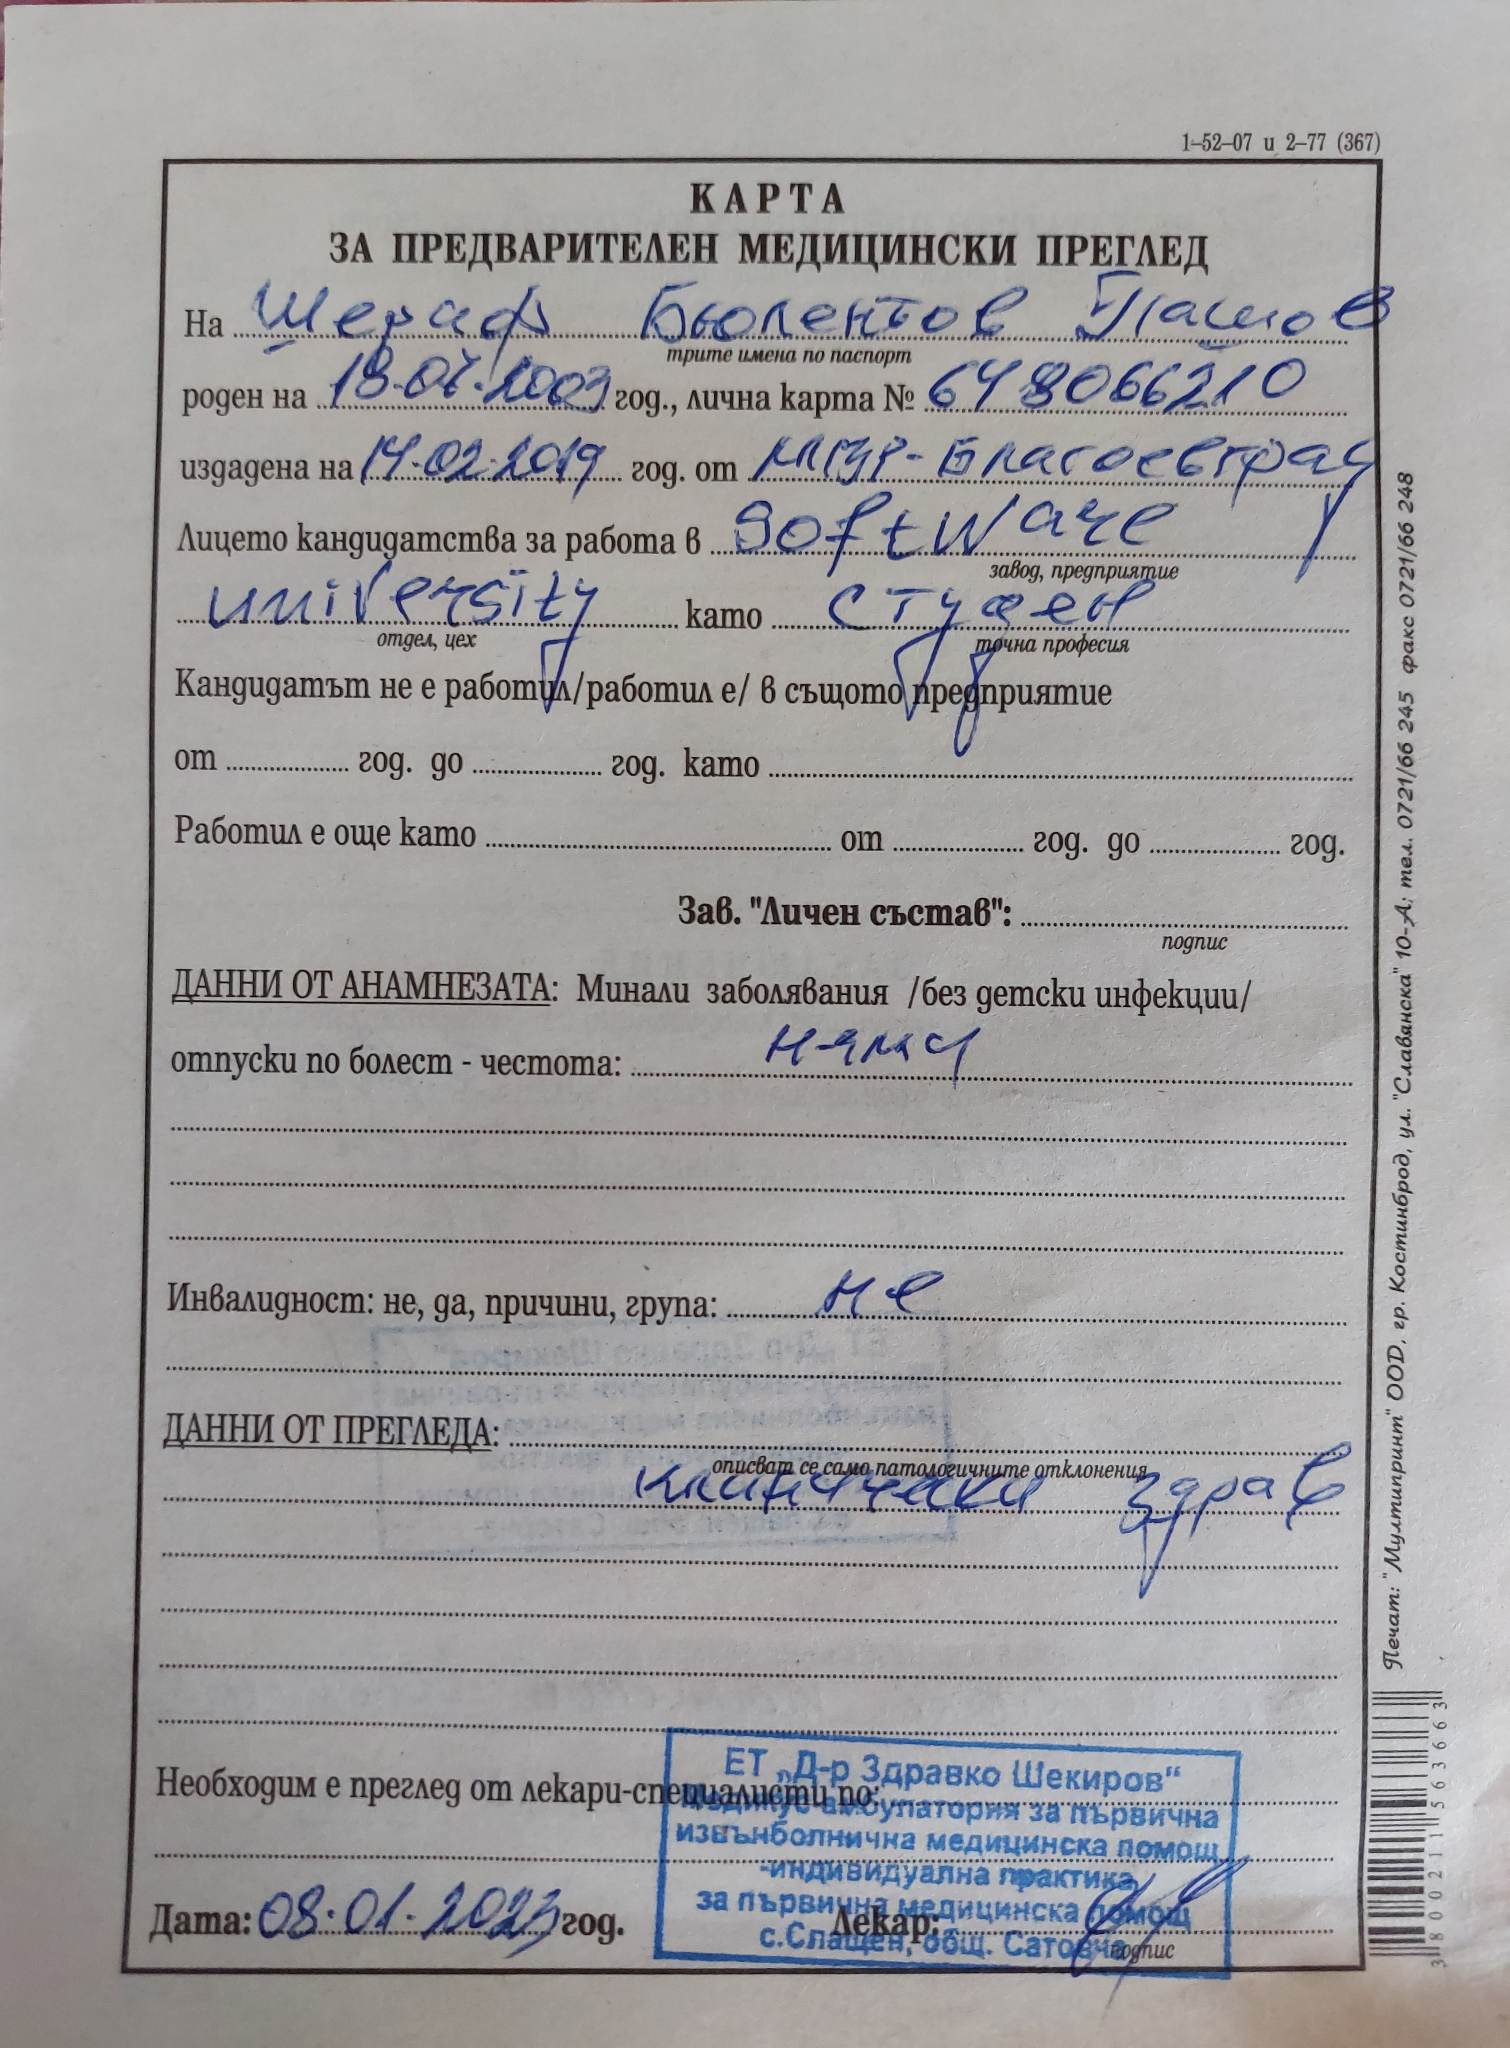 1–52–07 и 2–77 (367)
КАРТА
ЗА ПРЕДВАРИТЕЛЕН МЕДИЦИНСКИ ПРЕГЛЕД
На Шераф Бюлентов Пашов
трите имена по паспорт
роден на 18.07.2003 год., лична карта № 648066210
издадена на 14.02.2019 год. от МВР-Благоевград
Лицето кандидатства за работа в Software
завод, предприятие
university като студен
отдел, цех точна професия
Кандидатът не е работил/работил е/ в същото предприятие
от год. до год. като
Работил е още като от год. до год.
Зав. "Личен състав":
подпис
ДАННИ ОТ АНАМНЕЗАТА: Минали заболявания /без детски инфекции/
отпуски по болест - честота: няма
Инвалидност: не, да, причини, група: не
ДАННИ ОТ ПРЕГЛЕДА:
описват се само патологичните отклонения
клинически здрав
Необходим е преглед от лекари-специалисти по:
ЕТ „Д-р Здравко Шекиров“
медикус-амбулатория за първична
извънболнична медицинска помощ
-индивидуална практика
за първична медицинска помощ
с.Слащен, общ. Сатовча
Дата: 08.01.2023 год. Лекар:
подпис
Печат: "Мултипринт" ООД, гр. Костинброд, ул. "Славянска" 10-А; тел. 0721/66 245 факс 0721/66 248
3800211563663